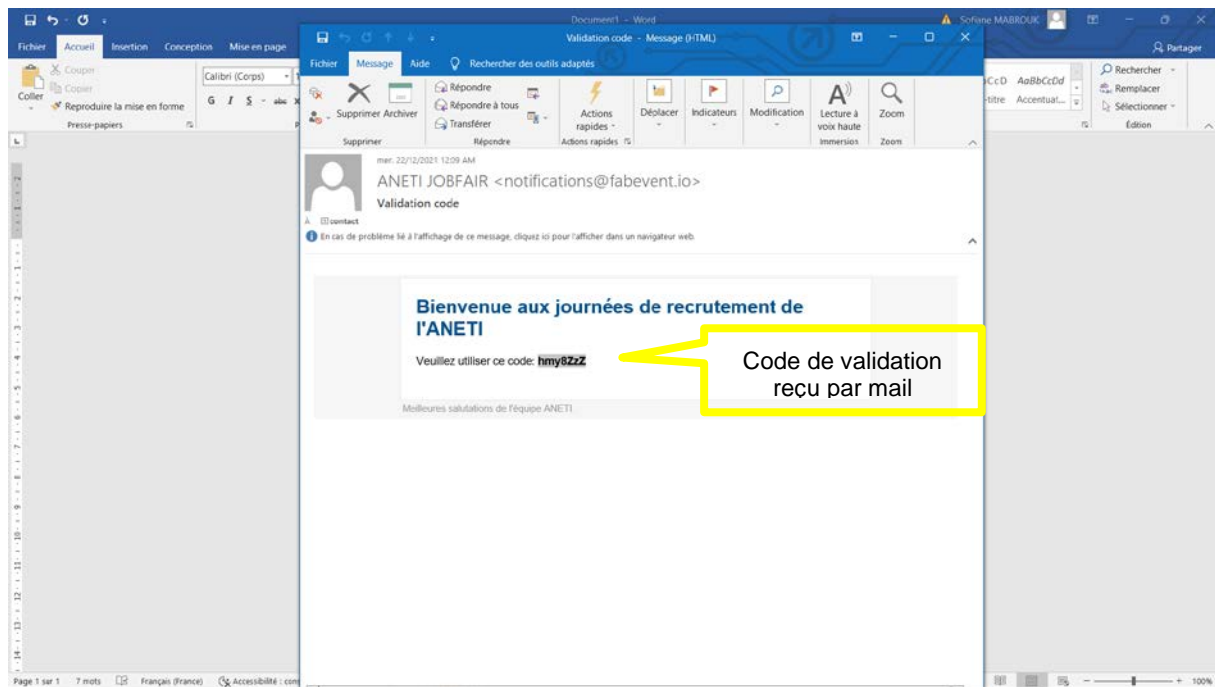 Document1 - Word
Sofiane MABROUK
Fichier Accueil Insertion Conception Mise en page
Partager
Coller
Couper
Copier
Reproduire la mise en forme
Presse-papiers
Calibri (Corps)
G I S abc
AaBbCcDd
Accentuat...
Rechercher
Remplacer
Sélectionner
Édition
Validation code - Message (HTML)
Fichier Message Aide Rechercher des outils adaptés
Supprimer Archiver
Supprimer
Répondre
Répondre à tous
Transférer
Répondre
Actions rapides
Actions rapides
Déplacer
Indicateurs
Modification
Lecture à voix haute
Immersion
Zoom
Zoom
mer. 22/12/2021 12:09 AM
ANETI JOBFAIR <notifications@fabevent.io>
Validation code
À contact
En cas de problème lié à l'affichage de ce message, cliquez ici pour l'afficher dans un navigateur web.
Bienvenue aux journées de recrutement de
l'ANETI
Veuillez utiliser ce code: hmy8ZzZ
Code de validation
reçu par mail
Meilleures salutations de l'équipe ANETI
Page 1 sur 1 7 mots Français (France) Accessibilité : con
100%